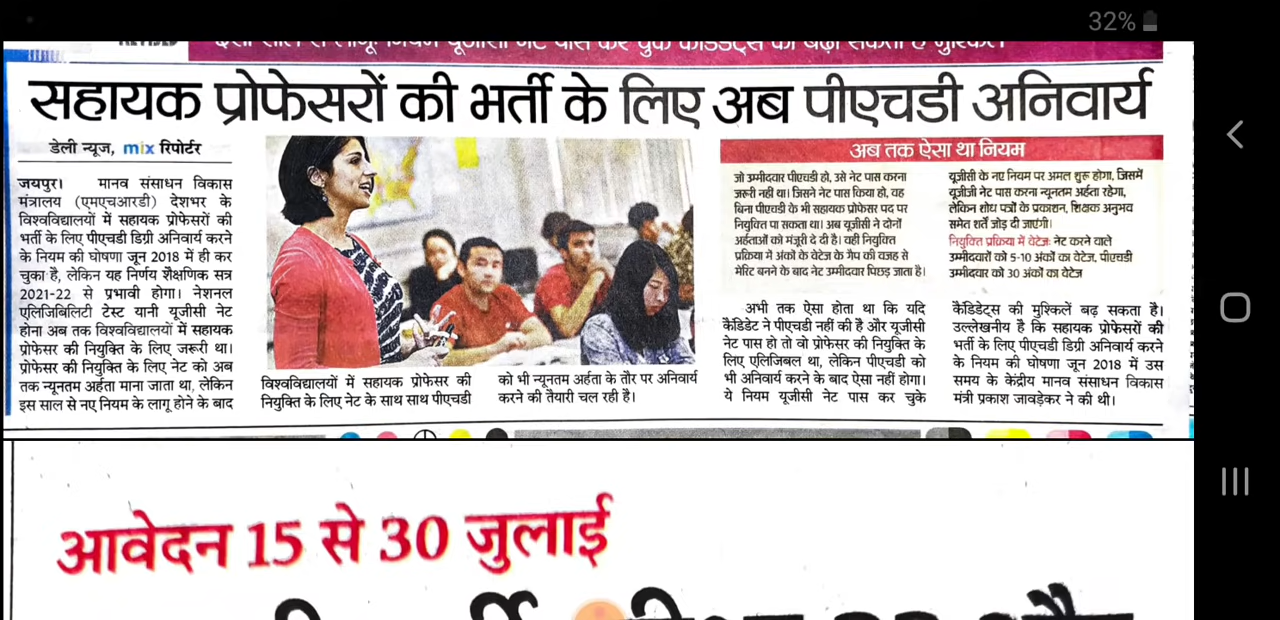 32%
इसी साल से लागू नियम यूजीसी नेट पास कर चुके कैंडिडेट्स की बढ़ा सकता है मुश्किलें
सहायक प्रोफेसरों की भर्ती के लिए अब पीएचडी अनिवार्य
डेली न्यूज, mix रिपोर्टर
जयपुर। मानव संसाधन विकास
मंत्रालय (एमएचआरडी) देशभर के
विश्वविद्यालयों में सहायक प्रोफेसरों की
भर्ती के लिए पीएचडी डिग्री अनिवार्य करने
के नियम की घोषणा जून 2018 में ही कर
चुका है, लेकिन यह निर्णय शैक्षणिक सत्र
2021-22 से प्रभावी होगा। नेशनल
एलिजिबिलिटी टेस्ट यानी यूजीसी नेट
होना अब तक विश्वविद्यालयों में सहायक
प्रोफेसर की नियुक्ति के लिए जरूरी था।
प्रोफेसर की नियुक्ति के लिए नेट को अब
तक न्यूनतम अर्हता माना जाता था, लेकिन
इस साल से नए नियम के लागू होने के बाद
विश्वविद्यालयों में सहायक प्रोफेसर की
नियुक्ति के लिए नेट के साथ साथ पीएचडी
को भी न्यूनतम अर्हता के तौर पर अनिवार्य
करने की तैयारी चल रही है।
अब तक ऐसा था नियम
जो उम्मीदवार पीएचडी हो, उसे नेट पास करना
जरूरी नहीं था। जिसने नेट पास किया हो, वह
बिना पीएचडी के भी सहायक प्रोफेसर पद पर
नियुक्ति पा सकता था। अब यूजीसी ने दोनों
अर्हताओं को मंजूरी दे दी है। वही नियुक्ति
प्रक्रिया में अंकों के वेटेज के गैप की वजह से
मेरिट बनने के बाद नेट उम्मीदवार पिछड़ जाता है।
यूजीसी के नए नियम पर अमल शुरू होगा, जिसमें
यूजीजी नेट पास करना न्यूनतम अर्हता रहेगा,
लेकिन शोध पत्रों के प्रकाशन, शिक्षक अनुभव
समेत शर्तें जोड़ दी जाएंगी।
नियुक्ति प्रक्रिया में वेटेज: नेट करने वाले
उम्मीदवारों को 5-10 अंकों का वेटेज, पीएचडी
उम्मीदवार को 30 अंकों का वेटेज
अभी तक ऐसा होता था कि यदि
कैंडिडेट ने पीएचडी नहीं की है और यूजीसी
नेट पास हो तो वो प्रोफेसर की नियुक्ति के
लिए एलिजिबल था, लेकिन पीएचडी को
भी अनिवार्य करने के बाद ऐसा नहीं होगा।
ये नियम यूजीसी नेट पास कर चुके
कैंडिडेट्स की मुश्किलें बढ़ सकता है।
उल्लेखनीय है कि सहायक प्रोफेसरों की
भर्ती के लिए पीएचडी डिग्री अनिवार्य करने
के नियम की घोषणा जून 2018 में उस
समय के केंद्रीय मानव संसाधन विकास
मंत्री प्रकाश जावड़ेकर ने की थी।
आवेदन 15 से 30 जुलाई